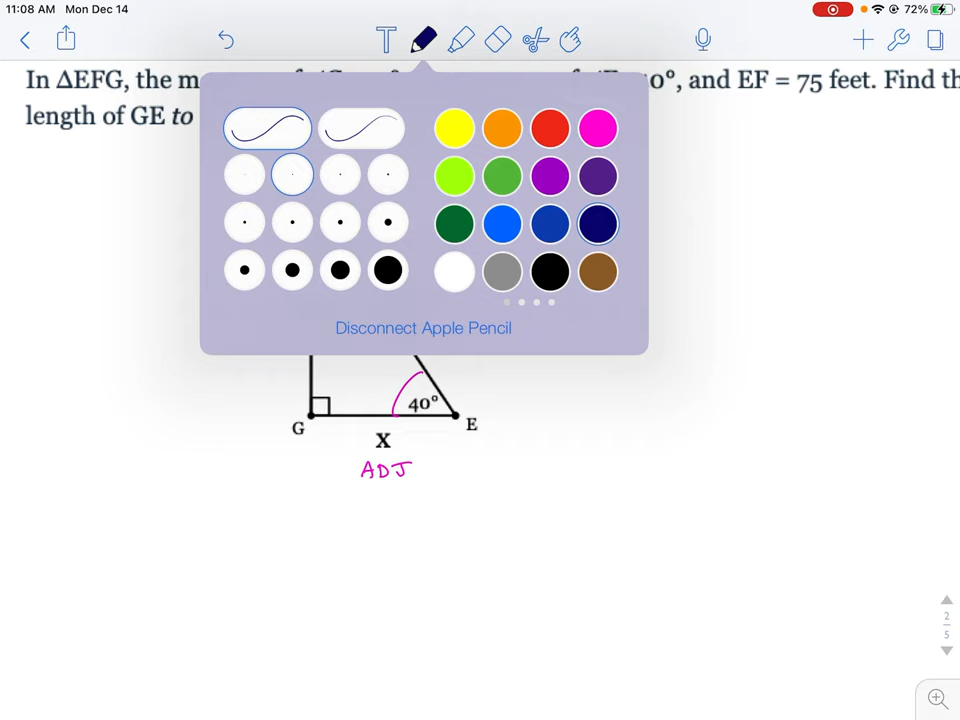 11:08 AM Mon Dec 14
72%
T
In ΔEFG, the m 0°, and EF = 75 feet. Find th
length of GE to
Disconnect Apple Pencil
40°
G
E
X
ADJ
2
5